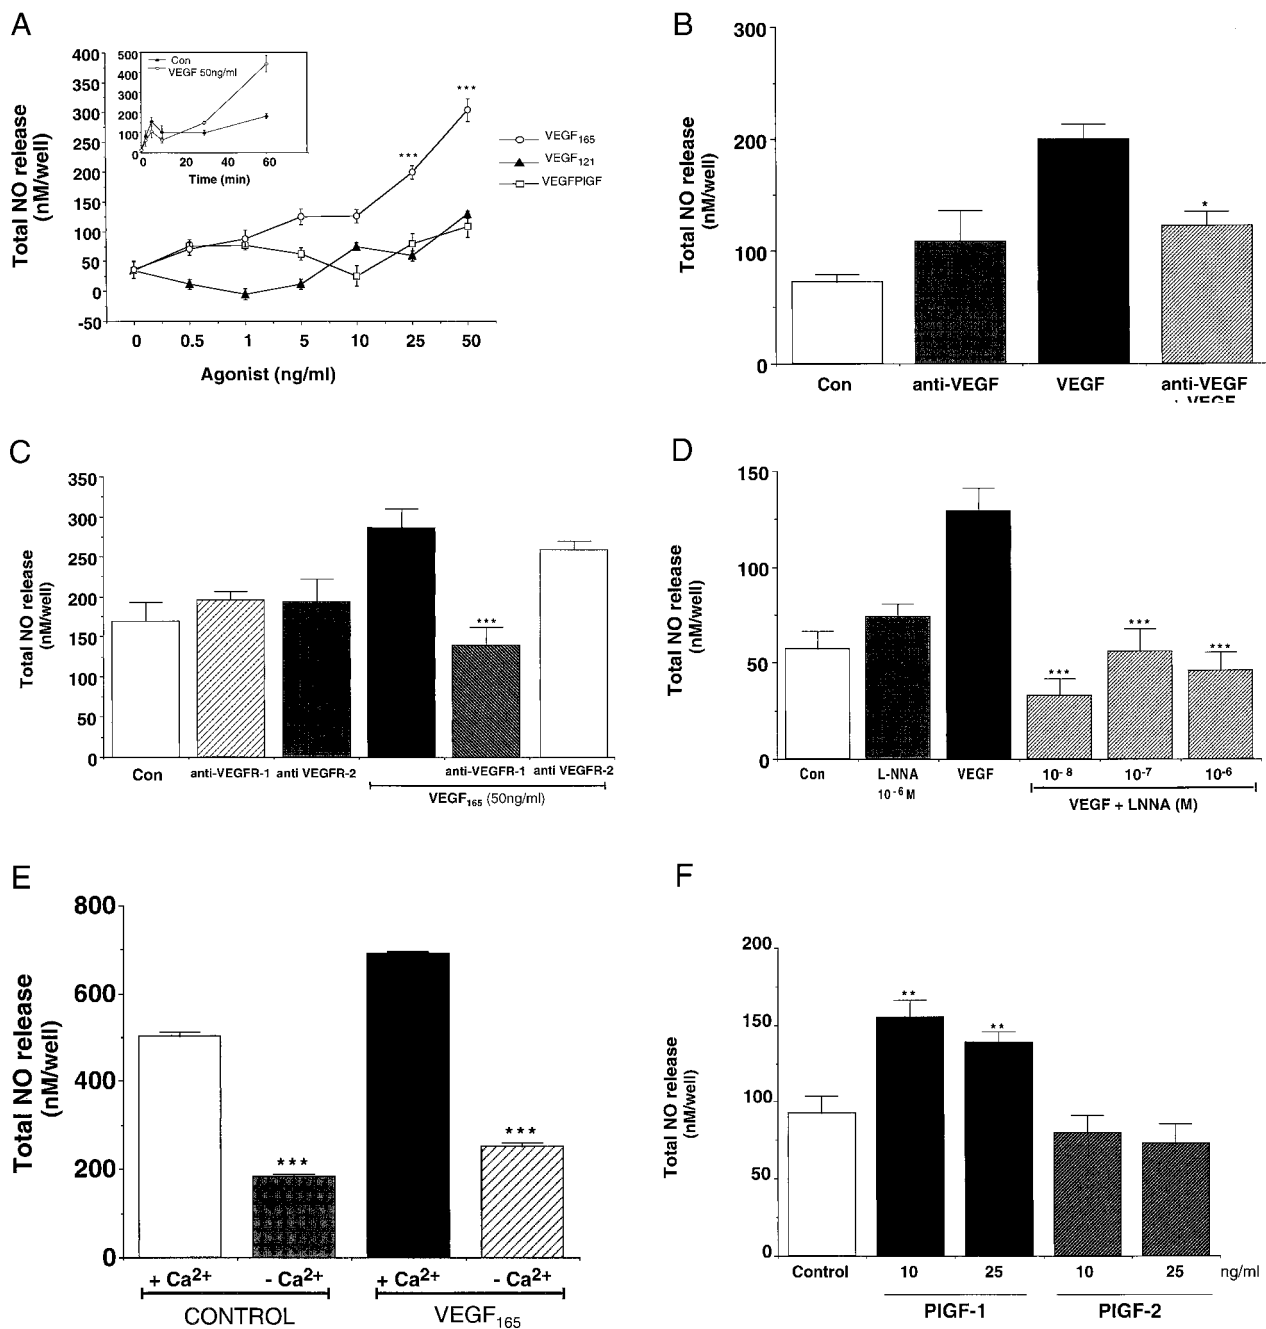 A
Total NO release
(nM/well)
400
350
300
250
200
150
100
50
0
-50
500
400
300
200
100
0
Con
VEGF 50ng/ml
0 20 40 60
Time (min)
***
***
VEGF165
VEGF121
VEGFPIGF
0 0.5 1 5 10 25 50
Agonist (ng/ml)
B
Total NO release
(nM/well)
300
200
100
0
*
Con anti-VEGF VEGF anti-VEGF
+ VEGF
C
Total NO release
(nM/well)
350
300
250
200
150
100
50
0
***
Con anti-VEGFR-1 anti VEGFR-2 anti-VEGFR-1 anti VEGFR-2
VEGF165 (50ng/ml)
D
Total NO release
(nM/well)
150
100
50
0
*** *** ***
Con L-NNA VEGF 10-8 10-7 10-6
10-6M
VEGF + LNNA (M)
E
Total NO release
(nM/well)
800
600
400
200
0
***
***
+ Ca2+ - Ca2+ + Ca2+ - Ca2+
CONTROL VEGF165
F
Total NO release
(nM/well)
200
150
100
50
0
**
**
Control 10 25 10 25 ng/ml
PIGF-1 PIGF-2